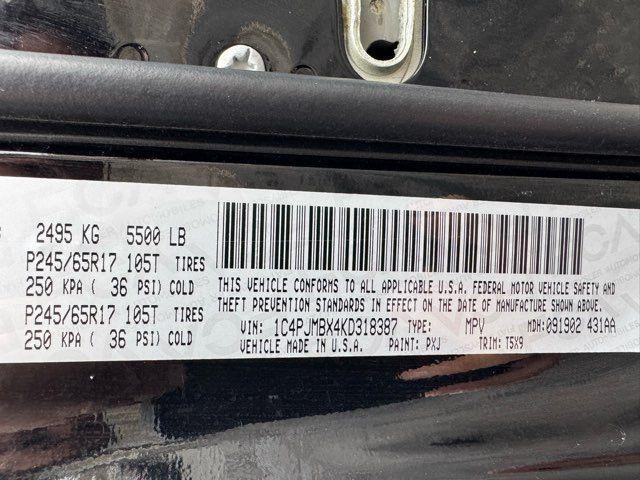 2495 KG 5500 LB
P245/65R17 105T TIRES
250 KPA ( 36 PSI) COLD
P245/65R17 105T TIRES
250 KPA ( 36 PSI) COLD
THIS VEHICLE CONFORMS TO ALL APPLICABLE U.S.A. FEDERAL MOTOR VEHICLE SAFETY AND
THEFT PREVENTION STANDARDS IN EFFECT ON THE DATE OF MANUFACTURE SHOWN ABOVE.
VIN: 1C4PJMBX4KD318387 TYPE: MPV MDH: 091902 431AA
VEHICLE MADE IN U.S.A. PAINT: PXJ TRIM: T5X9